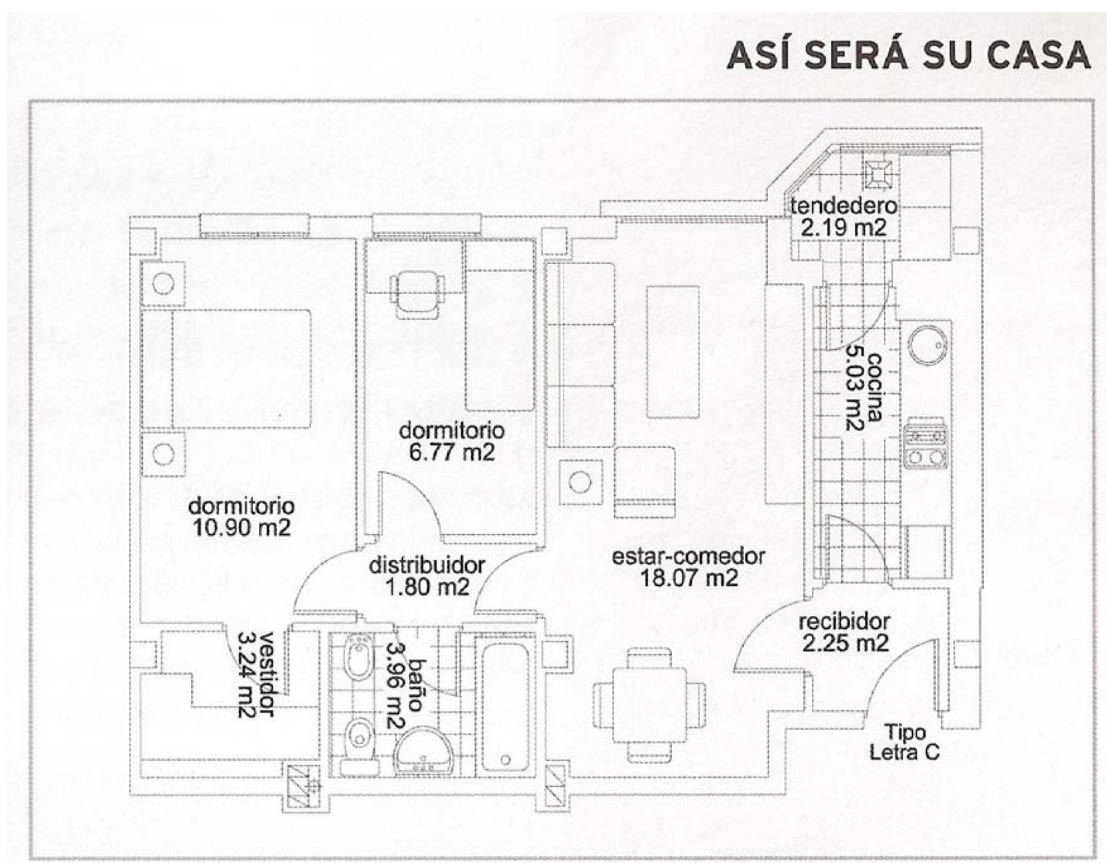 ASÍ SERÁ SU CASA
tendedero
2.19 m2
cocina
5.03 m2
dormitorio
6.77 m2
dormitorio
10.90 m2
distribuidor
1.80 m2
estar-comedor
18.07 m2
recibidor
2.25 m2
vestidor
3.24 m2
baño
3.96 m2
Tipo
Letra C